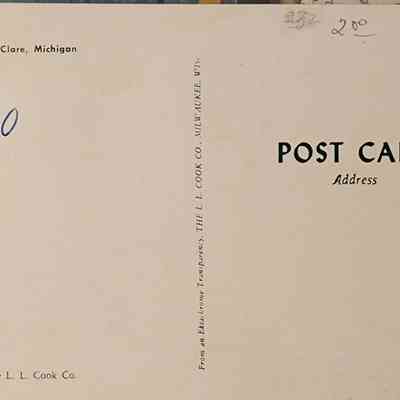 Clare, Michigan
232
2 00
0
POST CA
Address
From an Ektachrome Transparency, THE L. L. COOK CO., MILWAUKEE, WIS.
L. L. Cook Co.